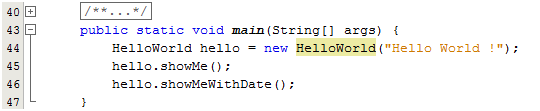 40 /**...*/
43 public static void main(String[] args) {
44 HelloWorld hello = new HelloWorld("Hello World !");
45 hello.showMe();
46 hello.showMeWithDate();
47 }